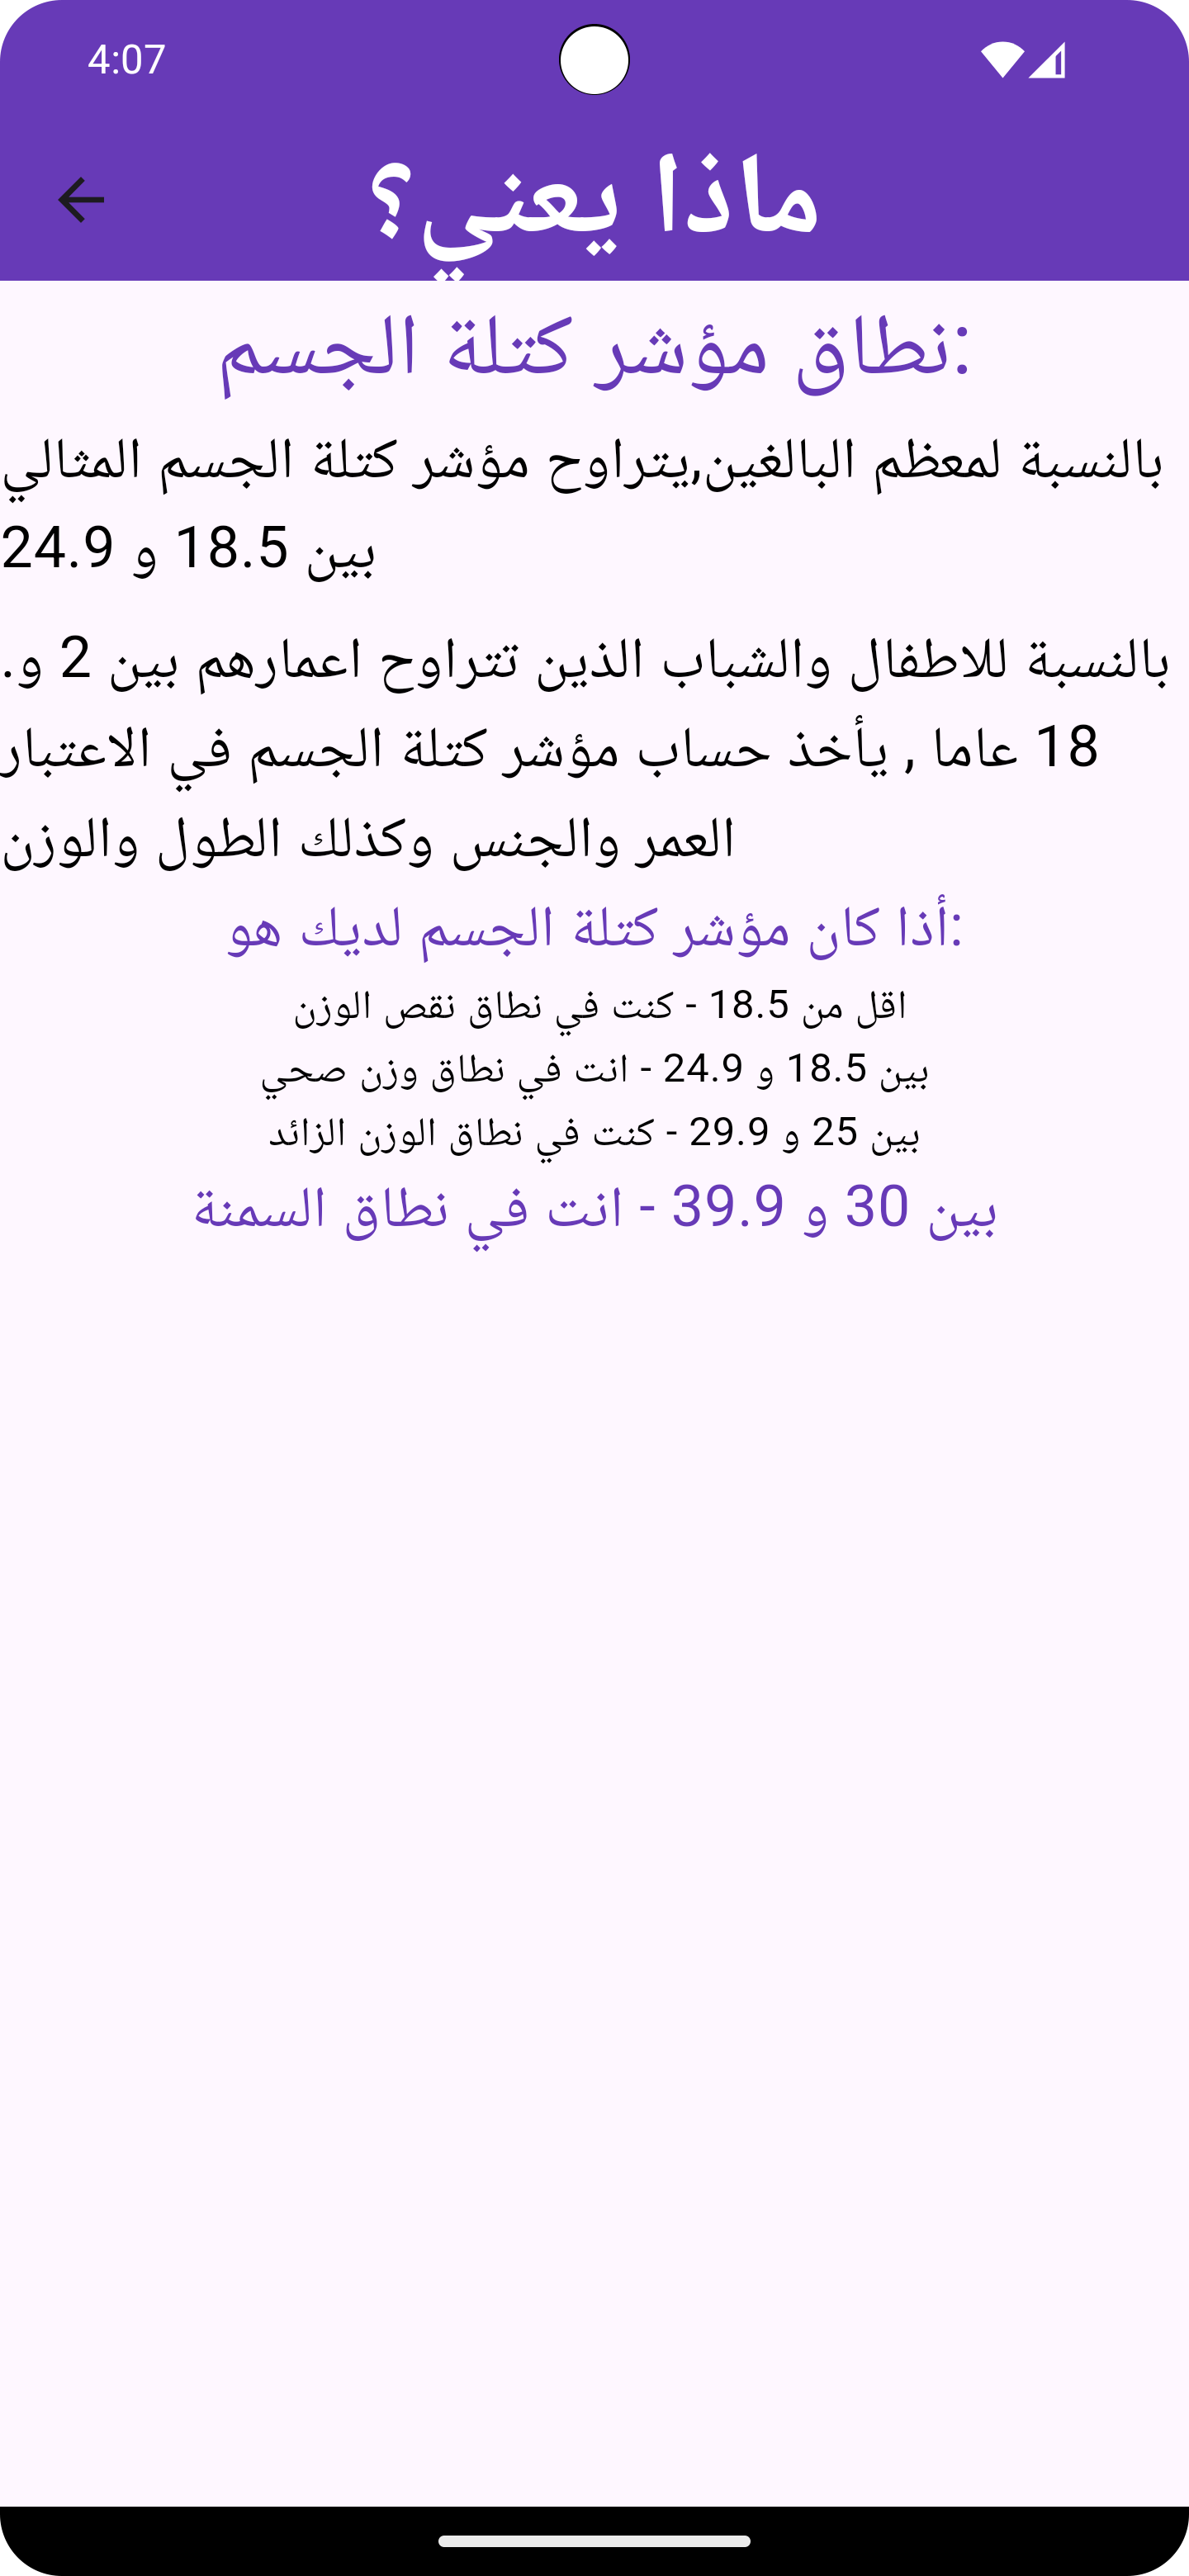 4:07
ماذا يعني؟
:نطاق مؤشر كتلة الجسم
بالنسبة لمعظم البالغين,يتراوح مؤشر كتلة الجسم المثالي
بين 18.5 و 24.9
بالنسبة للاطفال والشباب الذين تتراوح اعمارهم بين 2 و.
18 عاما , يأخذ حساب مؤشر كتلة الجسم في الاعتبار
العمر والجنس وكذلك الطول والوزن
:أذا كان مؤشر كتلة الجسم لديك هو
اقل من 18.5 - كنت في نطاق نقص الوزن
بين 18.5 و 24.9 - انت في نطاق وزن صحي
بين 25 و 29.9 - كنت في نطاق الوزن الزائد
بين 30 و 39.9 - انت في نطاق السمنة